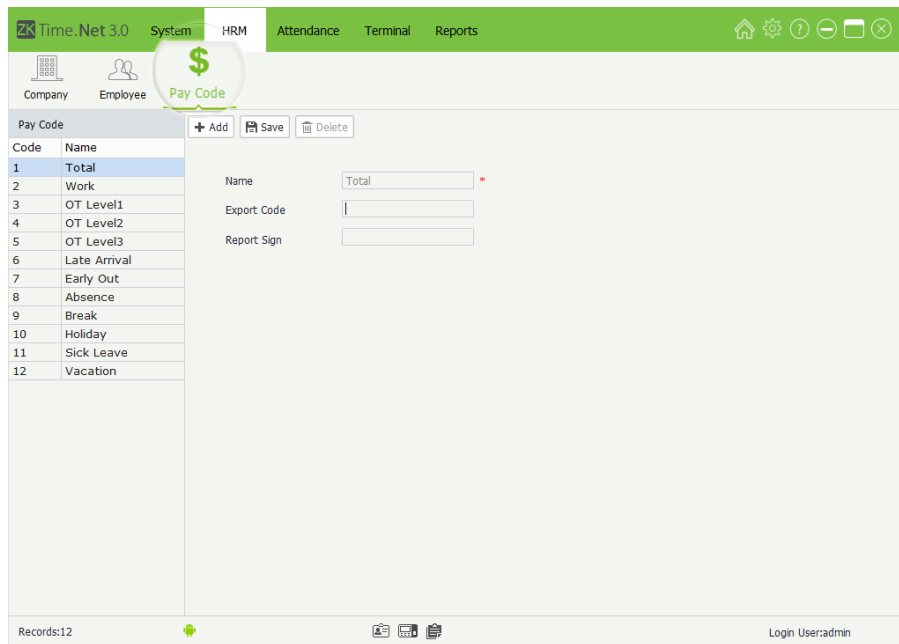 ZK Time.Net 3.0 System HRM Attendance Terminal Reports
$
Company Employee Pay Code
Pay Code + Add Save Delete
Code Name
1 Total
2 Work
3 OT Level1
4 OT Level2
5 OT Level3
6 Late Arrival
7 Early Out
8 Absence
9 Break
10 Holiday
11 Sick Leave
12 Vacation
Name Total *
Export Code
Report Sign
Records:12 Login User:admin